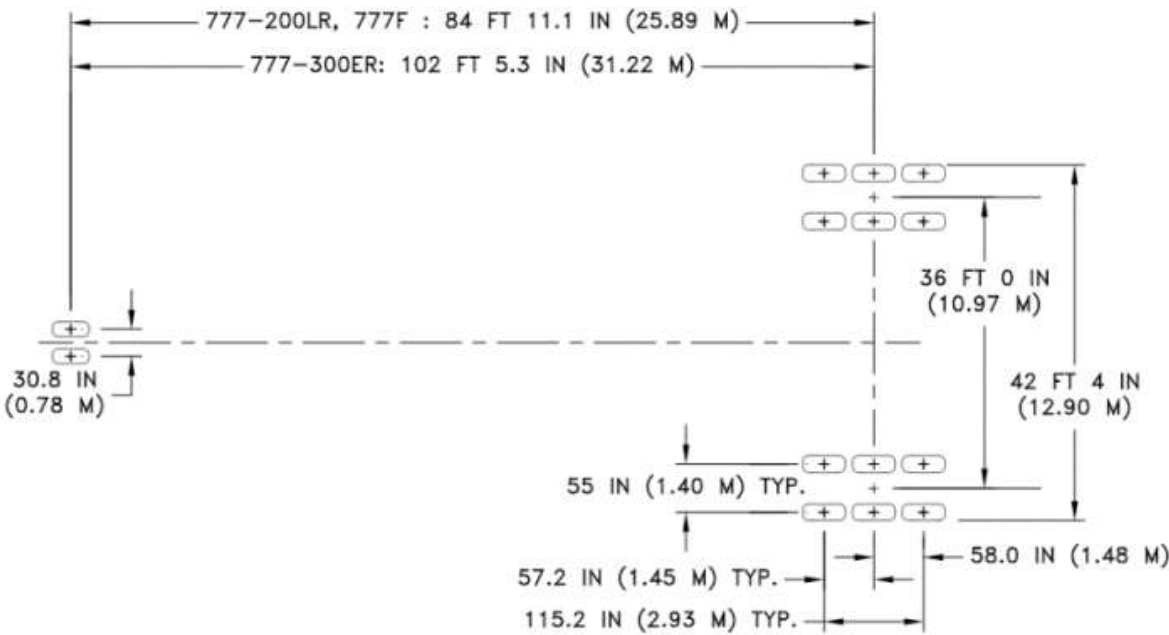 777-200LR, 777F : 84 FT 11.1 IN (25.89 M)
777-300ER: 102 FT 5.3 IN (31.22 M)
36 FT 0 IN
(10.97 M)
30.8 IN
(0.78 M)
42 FT 4 IN
(12.90 M)
55 IN (1.40 M) TYP.
58.0 IN (1.48 M)
57.2 IN (1.45 M) TYP.
115.2 IN (2.93 M) TYP.